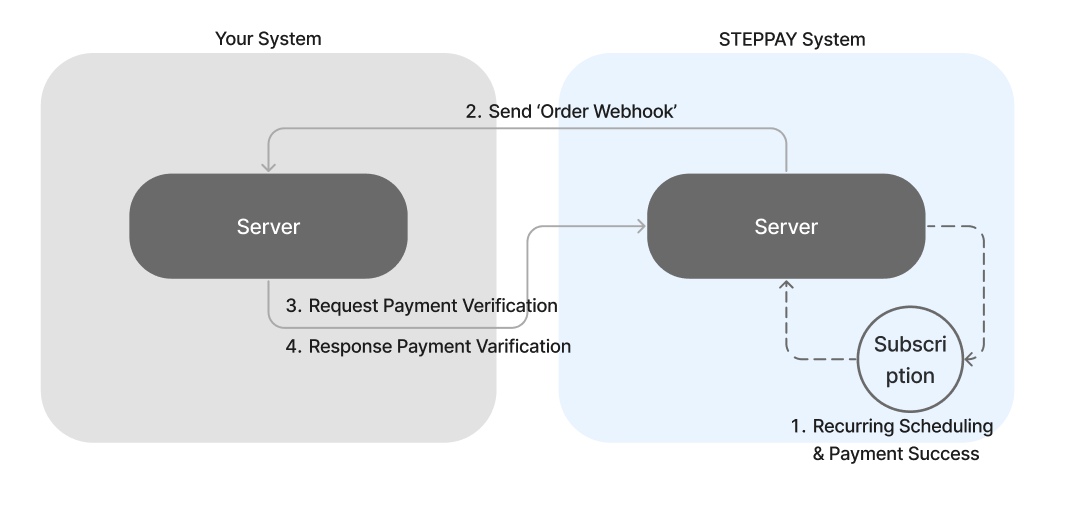 Your System
STEPPAY System
2. Send ‘Order Webhook’
Server
Server
3. Request Payment Verification
4. Response Payment Varification
Subscri
ption
1. Recurring Scheduling
& Payment Success